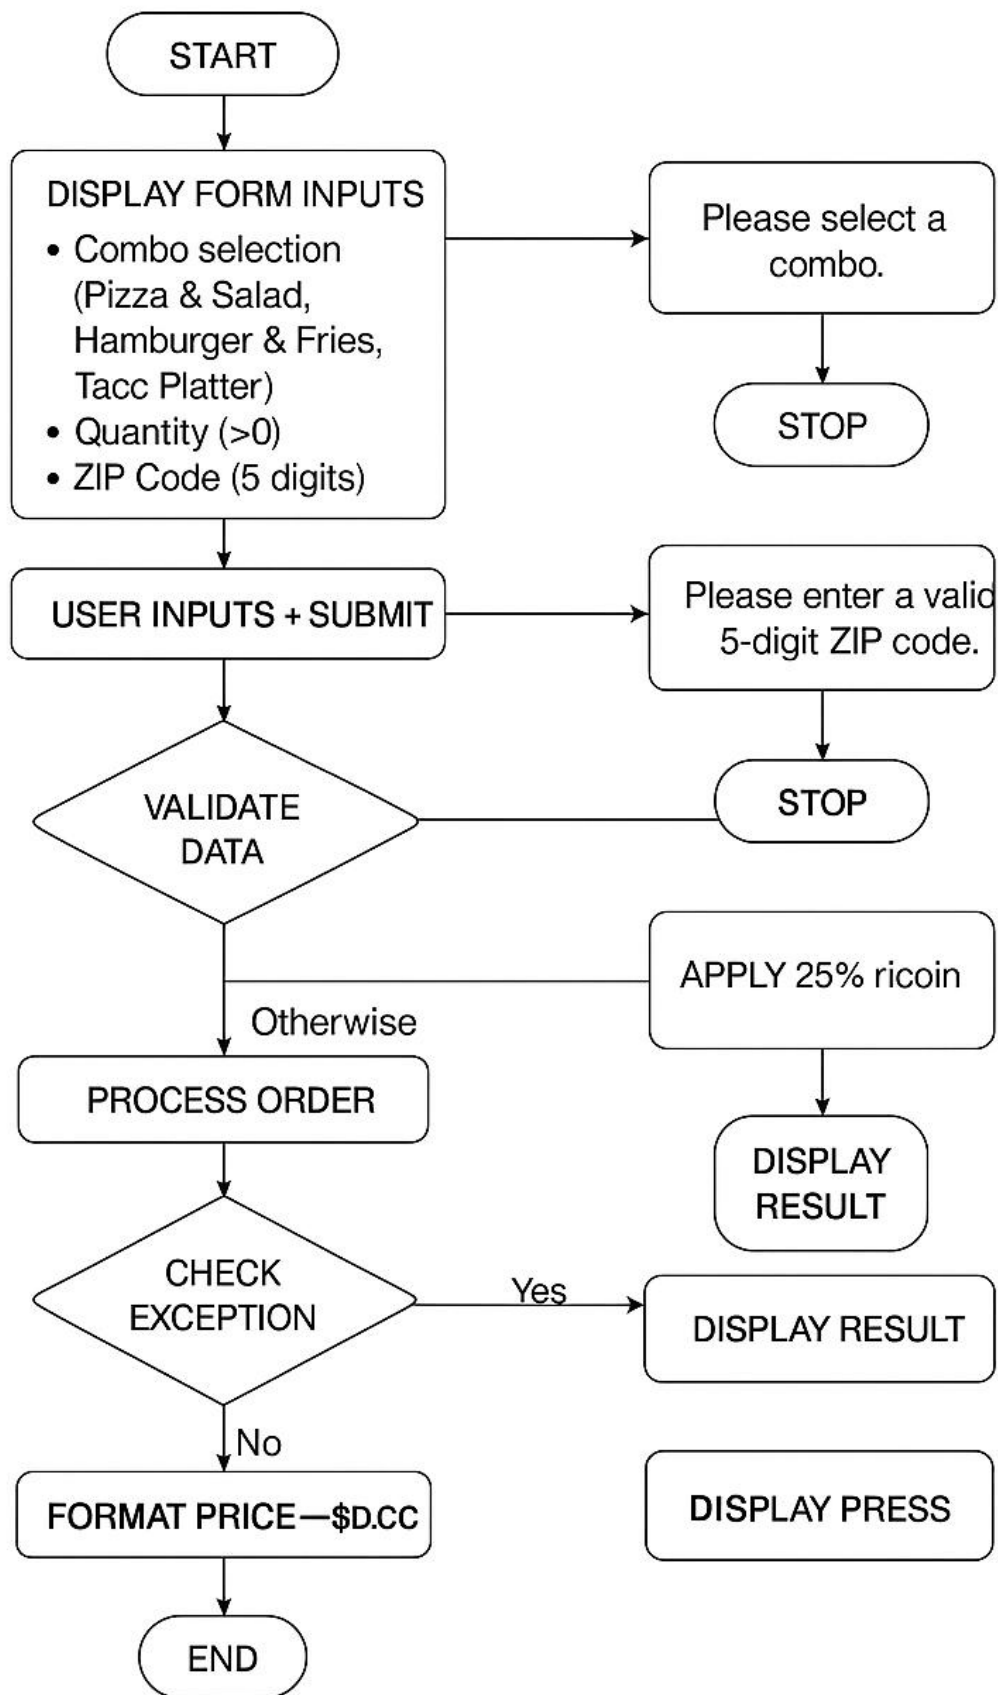 START
DISPLAY FORM INPUTS
• Combo selection
(Pizza & Salad,
Hamburger & Fries,
Tacc Platter)
• Quantity (>0)
• ZIP Code (5 digits)
Please select a
combo.
STOP
USER INPUTS + SUBMIT
Please enter a valid
5-digit ZIP code.
STOP
VALIDATE
DATA
APPLY 25% ricoin
Otherwise
PROCESS ORDER
DISPLAY
RESULT
CHECK
EXCEPTION
Yes
DISPLAY RESULT
No
FORMAT PRICE—$D.CC
DISPLAY PRESS
END